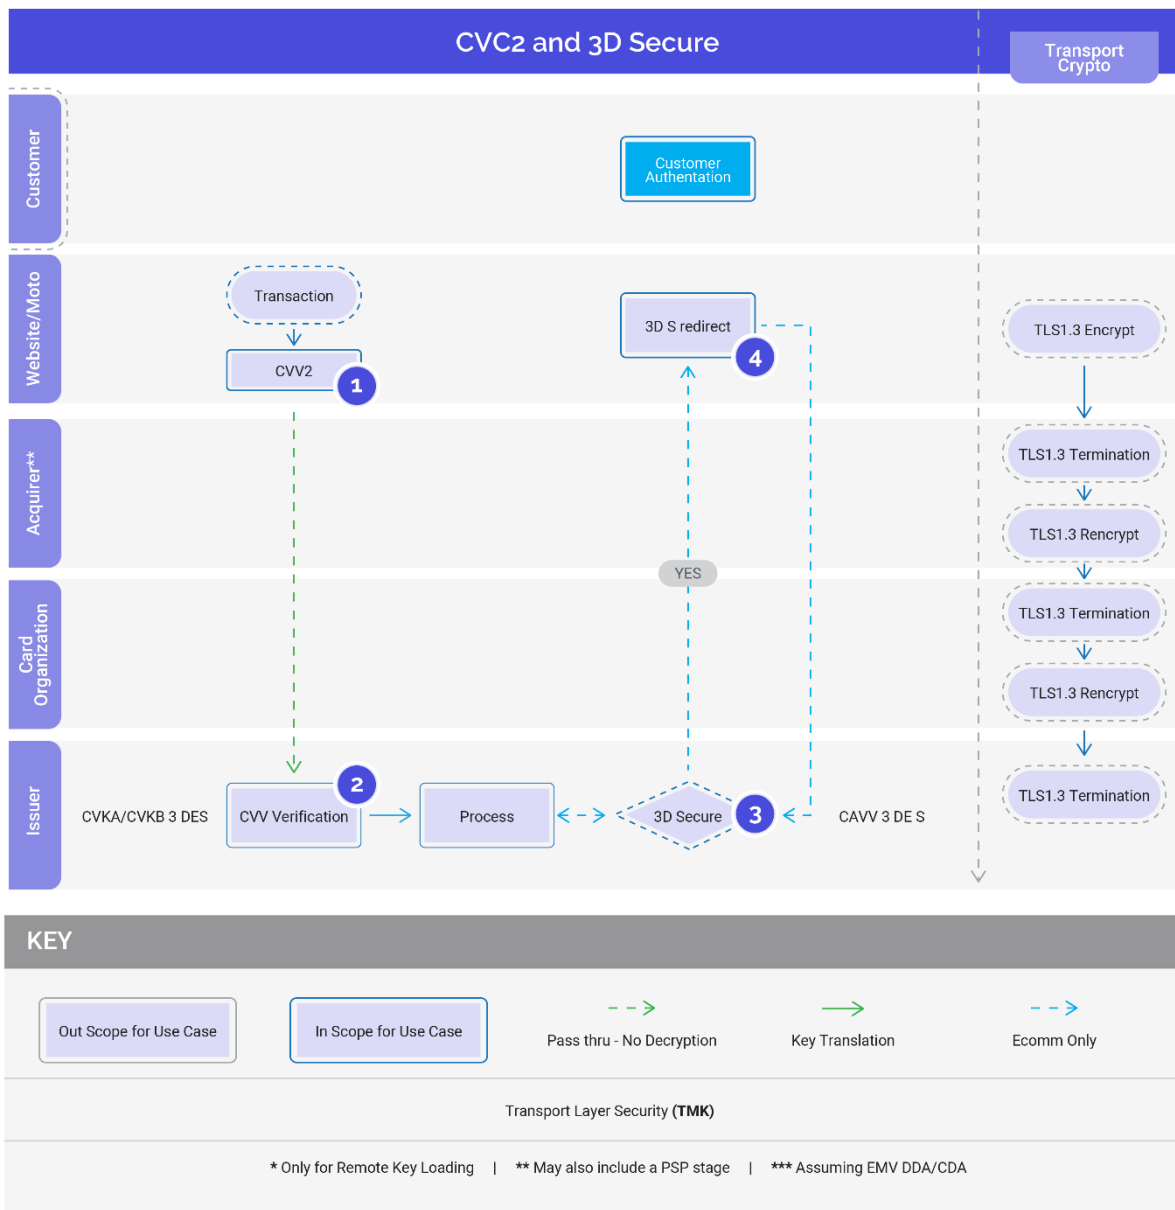 CVC2 and 3D Secure
Transport
Crypto
Customer
Customer
Authentation
Website/Moto
Transaction
CVV2
1
3D S redirect
4
TLS1.3 Encrypt
Acquirer**
TLS1.3 Termination
TLS1.3 Rencrypt
YES
Card
Organization
TLS1.3 Termination
TLS1.3 Rencrypt
Issuer
CVKA/CVKB 3 DES
CVV Verification
2
Process
3D Secure
3
CAVV 3 DE S
TLS1.3 Termination
KEY
Out Scope for Use Case
In Scope for Use Case
Pass thru - No Decryption
Key Translation
Ecomm Only
Transport Layer Security (TMK)
* Only for Remote Key Loading | ** May also include a PSP stage | *** Assuming EMV DDA/CDA